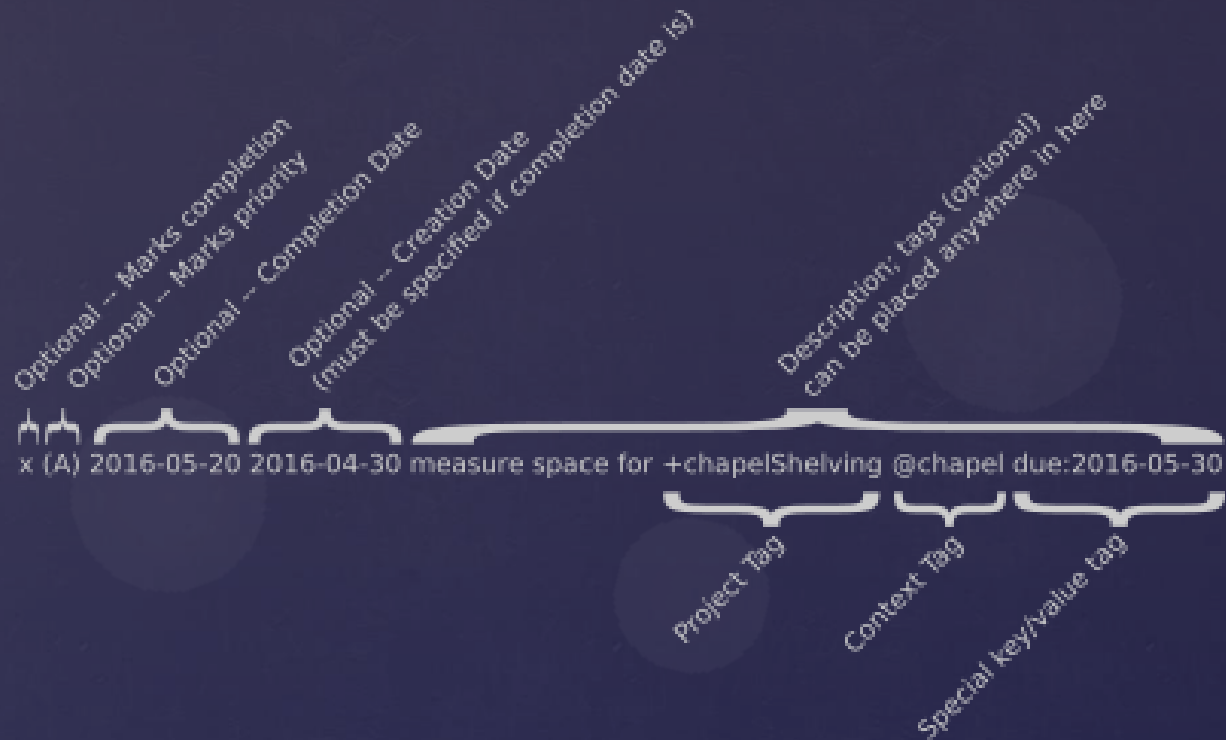 Optional -- Marks completion
Optional -- Marks priority
Optional -- Completion Date
Optional -- Creation Date
(must be specified if completion date is)
Description; tags (optional)
can be placed anywhere in here
x (A) 2016-05-20 2016-04-30 measure space for +chapelShelving @chapel due:2016-05-30
Project Tag
Context Tag
Special key/value tag